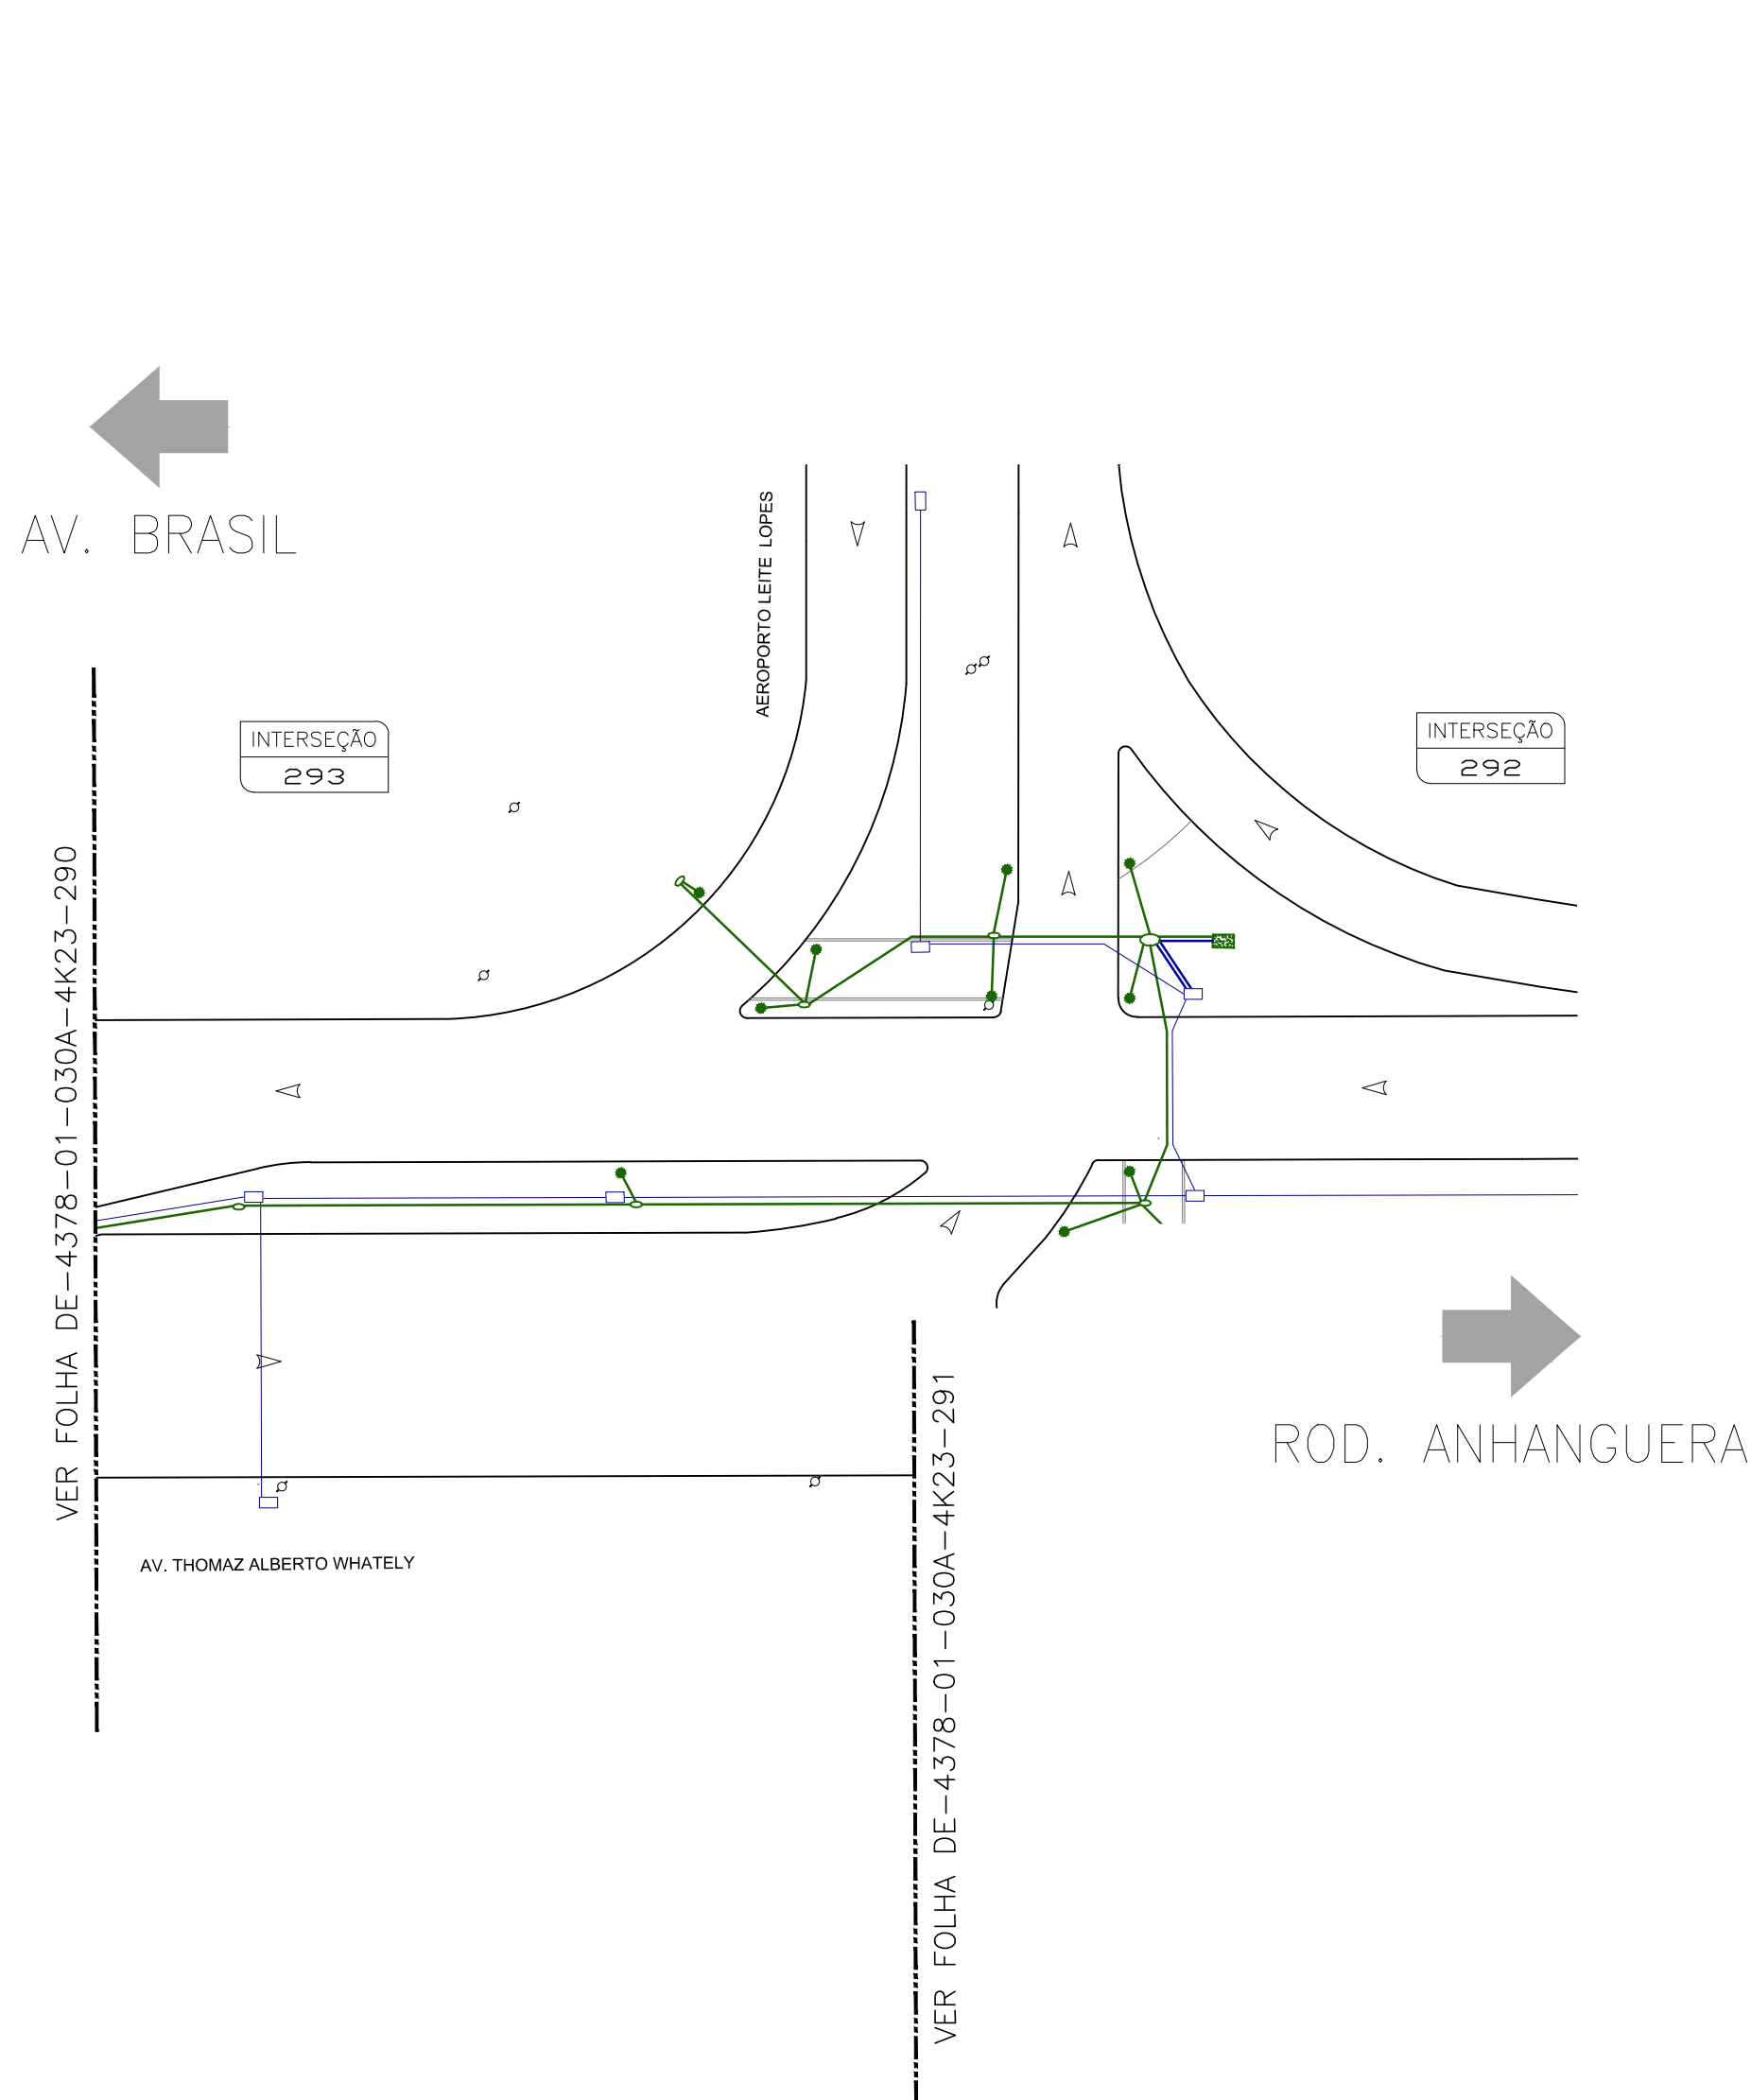 AV. BRASIL
AEROPORTO LEITE LOPES
INTERSEÇÃO
293
INTERSEÇÃO
292
VER FOLHA DE-4378-01-030A-4K23-290
ROD. ANHANGUERA
VER FOLHA DE-4378-01-030A-4K23-291
AV. THOMAZ ALBERTO WHATELY